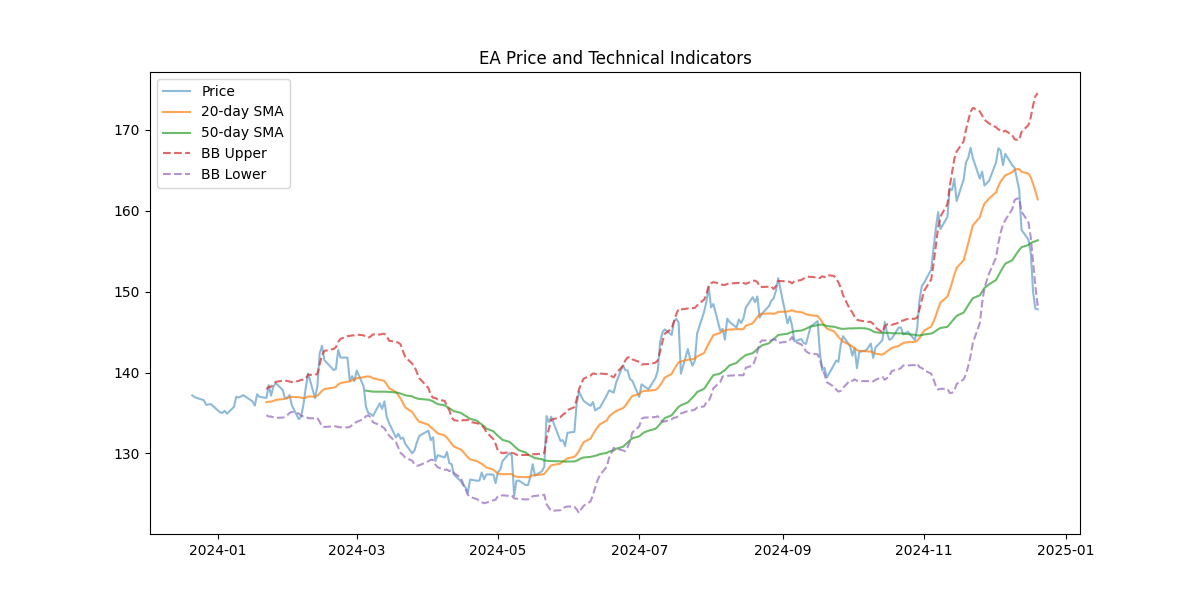 EA Price and Technical Indicators
Price
20-day SMA
50-day SMA
BB Upper
BB Lower
170
160
150
140
130
2024-01
2024-03
2024-05
2024-07
2024-09
2024-11
2025-01